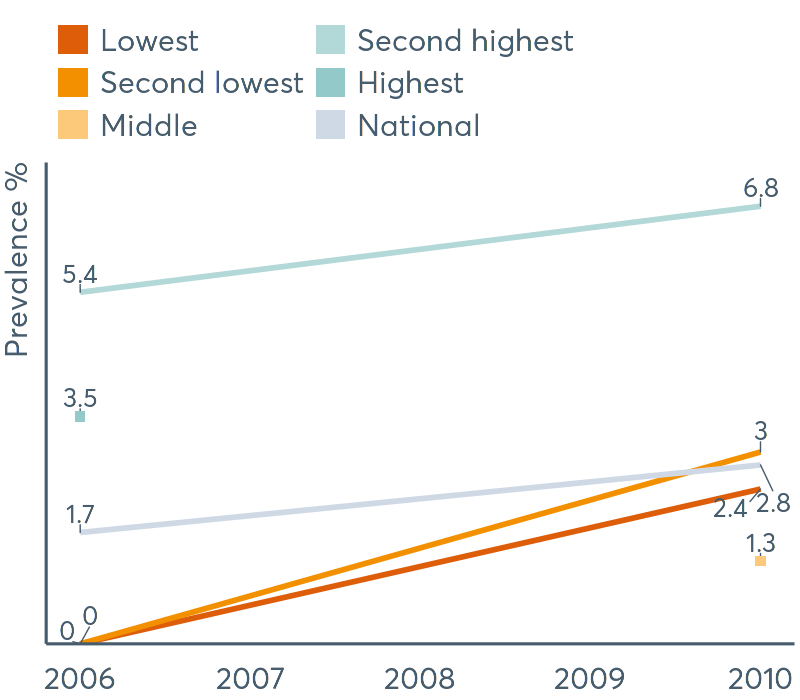 Lowest
Second lowest
Middle
Second highest
Highest
National
Prevalence %
6.8
5.4
3.5
3
1.7
2.4
2.8
1.3
0
0
2006 2007 2008 2009 2010